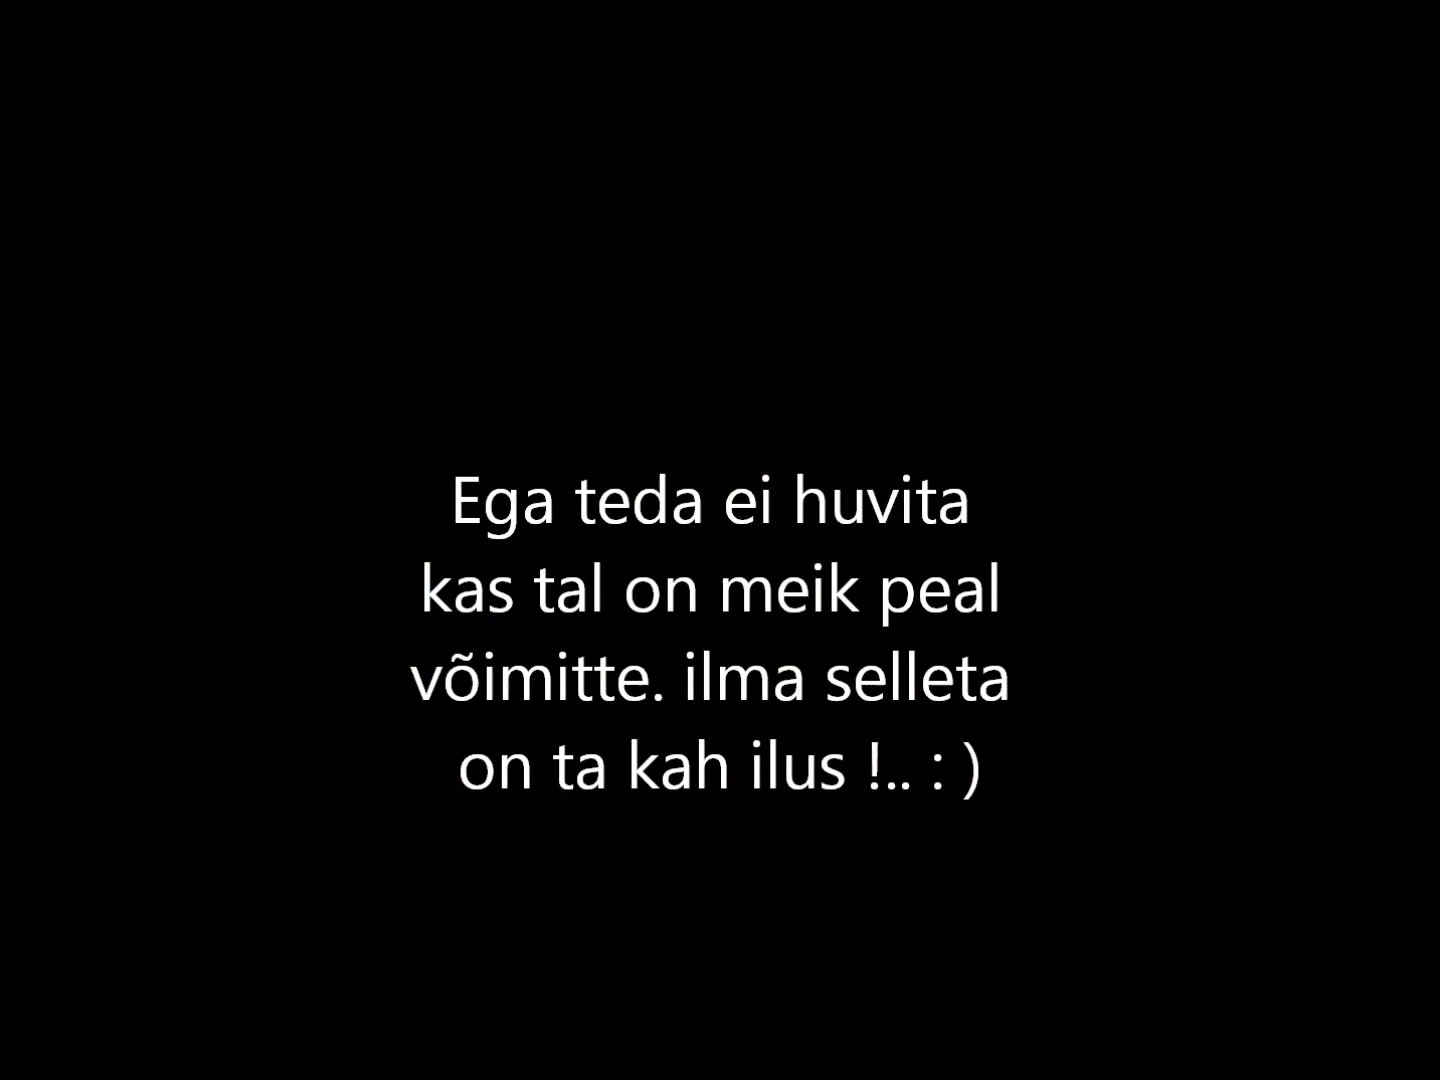 Ega teda ei huvita
kas tal on meik peal
võimitte. ilma selleta
on ta kah ilus !.. : )